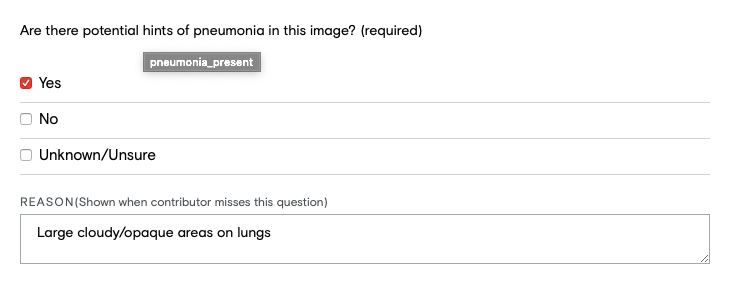 Are there potential hints of pneumonia in this image? (required)
pneumonia_present
Yes
No
Unknown/Unsure
REASON(Shown when contributor misses this question)
Large cloudy/opaque areas on lungs